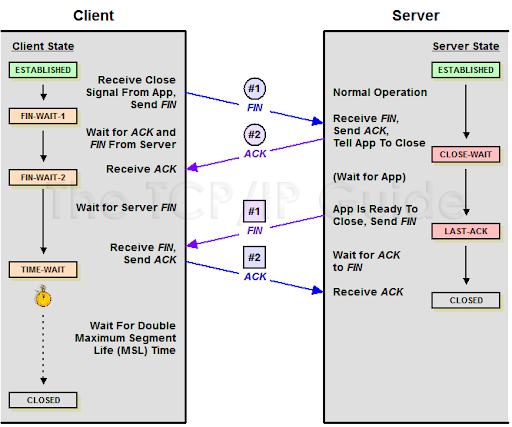 Client
Server
Client State
Server State
ESTABLISHED
Receive Close
Signal From App,
Send FIN
#1
FIN
Normal Operation
ESTABLISHED
FIN-WAIT-1
Wait for ACK and
FIN From Server
#2
ACK
Receive FIN,
Send ACK,
Tell App To Close
CLOSE-WAIT
Receive ACK
FIN-WAIT-2
(Wait for App)
The TCP/IP Guide
Wait for Server FIN
#1
FIN
App Is Ready To
Close, Send FIN
LAST-ACK
Receive FIN,
Send ACK
#2
ACK
Wait for ACK
to FIN
TIME-WAIT
Receive ACK
CLOSED
Wait For Double
Maximum Segment
Life (MSL) Time
CLOSED